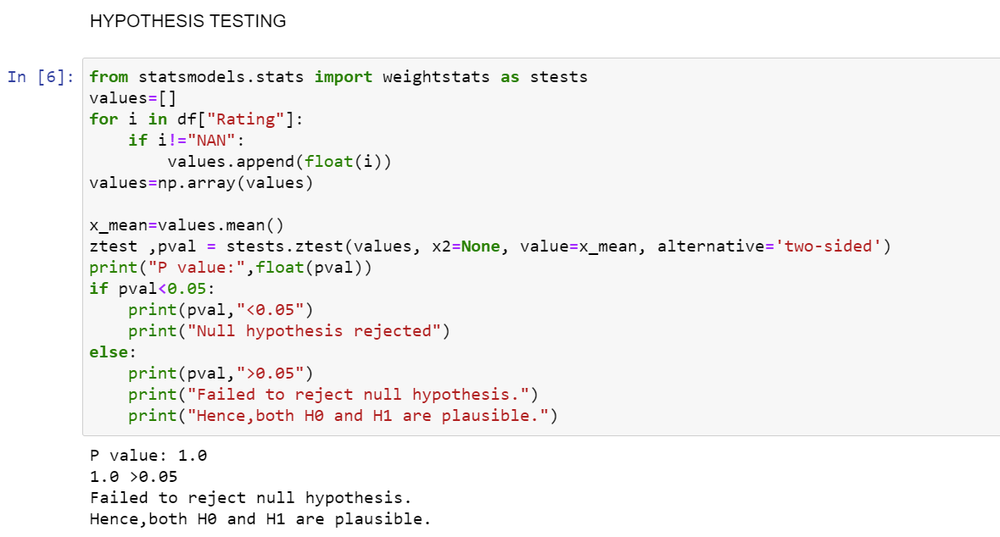 HYPOTHESIS TESTING
In [6]: from statsmodels.stats import weightstats as stests
values=[]
for i in df["Rating"]:
    if i!="NAN":
        values.append(float(i))
values=np.array(values)

x_mean=values.mean()
ztest ,pval = stests.ztest(values, x2=None, value=x_mean, alternative='two-sided')
print("P value:",float(pval))
if pval<0.05:
    print(pval,"<0.05")
    print("Null hypothesis rejected")
else:
    print(pval,">0.05")
    print("Failed to reject null hypothesis.")
    print("Hence,both H0 and H1 are plausible.")
P value: 1.0
1.0 >0.05
Failed to reject null hypothesis.
Hence,both H0 and H1 are plausible.